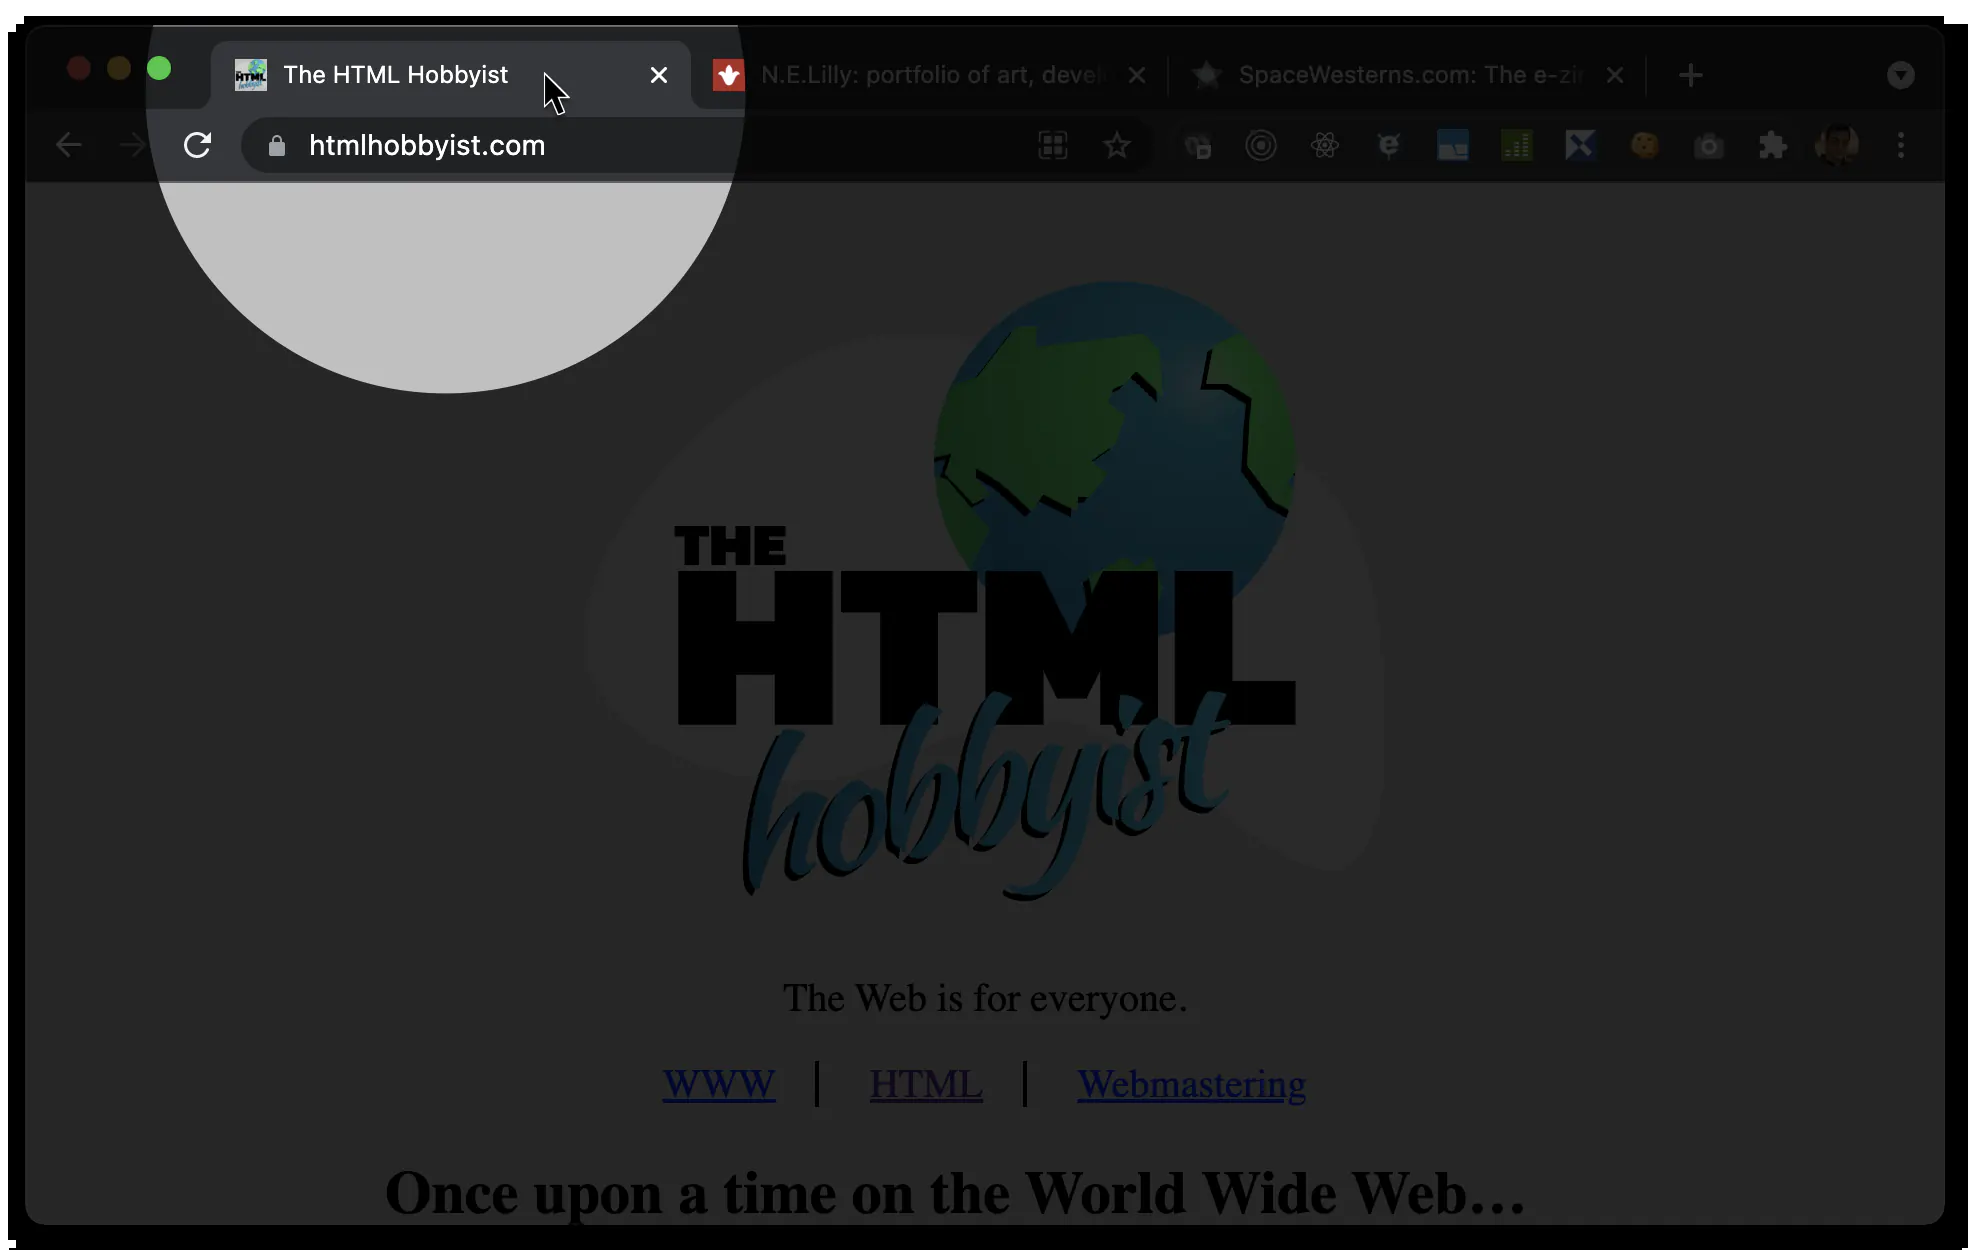 The HTML Hobbyist
N.E.Lilly: portfolio of art, devel
SpaceWesterns.com: The e-zin
htmlhobbyist.com
THE
HTML
hobbyist
The Web is for everyone.
WWW | HTML | Webmastering
Once upon a time on the World Wide Web…